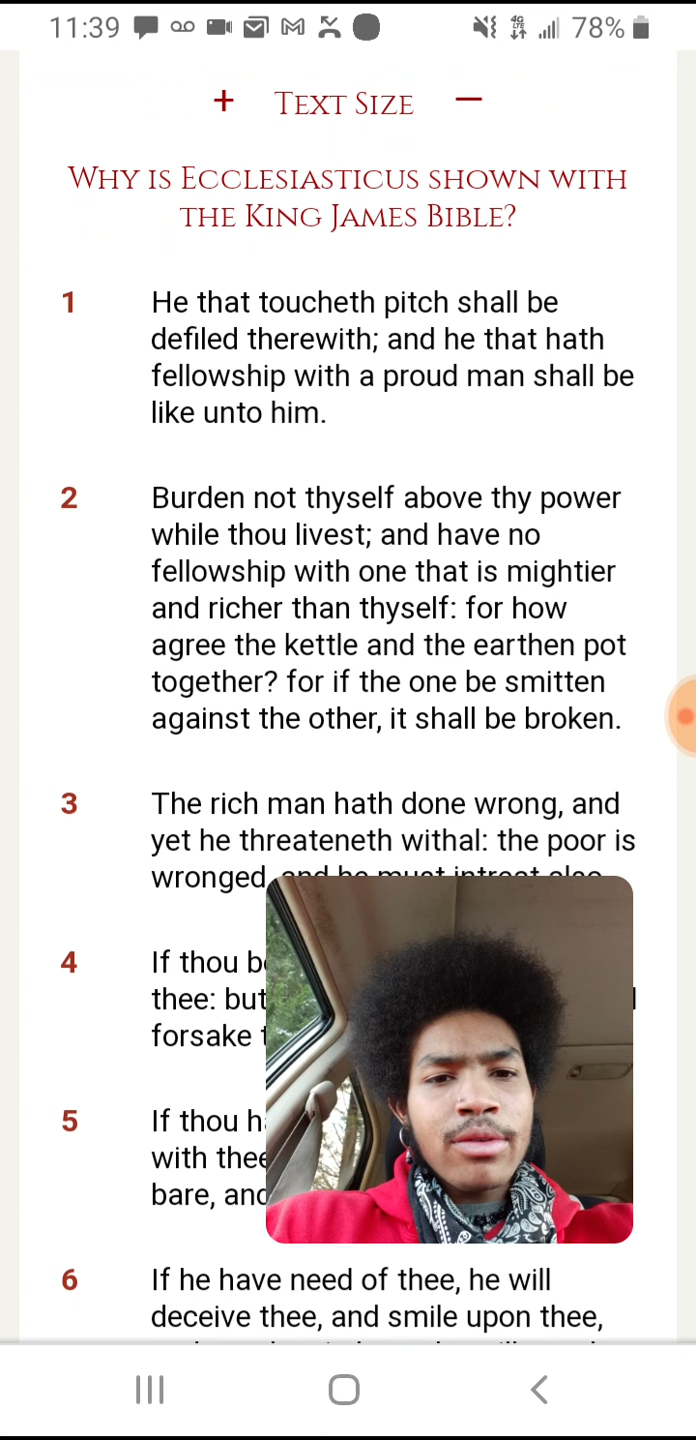 11:39 78%
+ TEXT SIZE −
WHY IS ECCLESIASTICUS SHOWN WITH
THE KING JAMES BIBLE?
1 He that toucheth pitch shall be
defiled therewith; and he that hath
fellowship with a proud man shall be
like unto him.
2 Burden not thyself above thy power
while thou livest; and have no
fellowship with one that is mightier
and richer than thyself: for how
agree the kettle and the earthen pot
together? for if the one be smitten
against the other, it shall be broken.
3 The rich man hath done wrong, and
yet he threateneth withal: the poor is
wronged, and he must intreat also
4 If thou
thee: but
forsake
5 If thou
with thee
bare, and
6 If he have need of thee, he will
deceive thee, and smile upon thee,